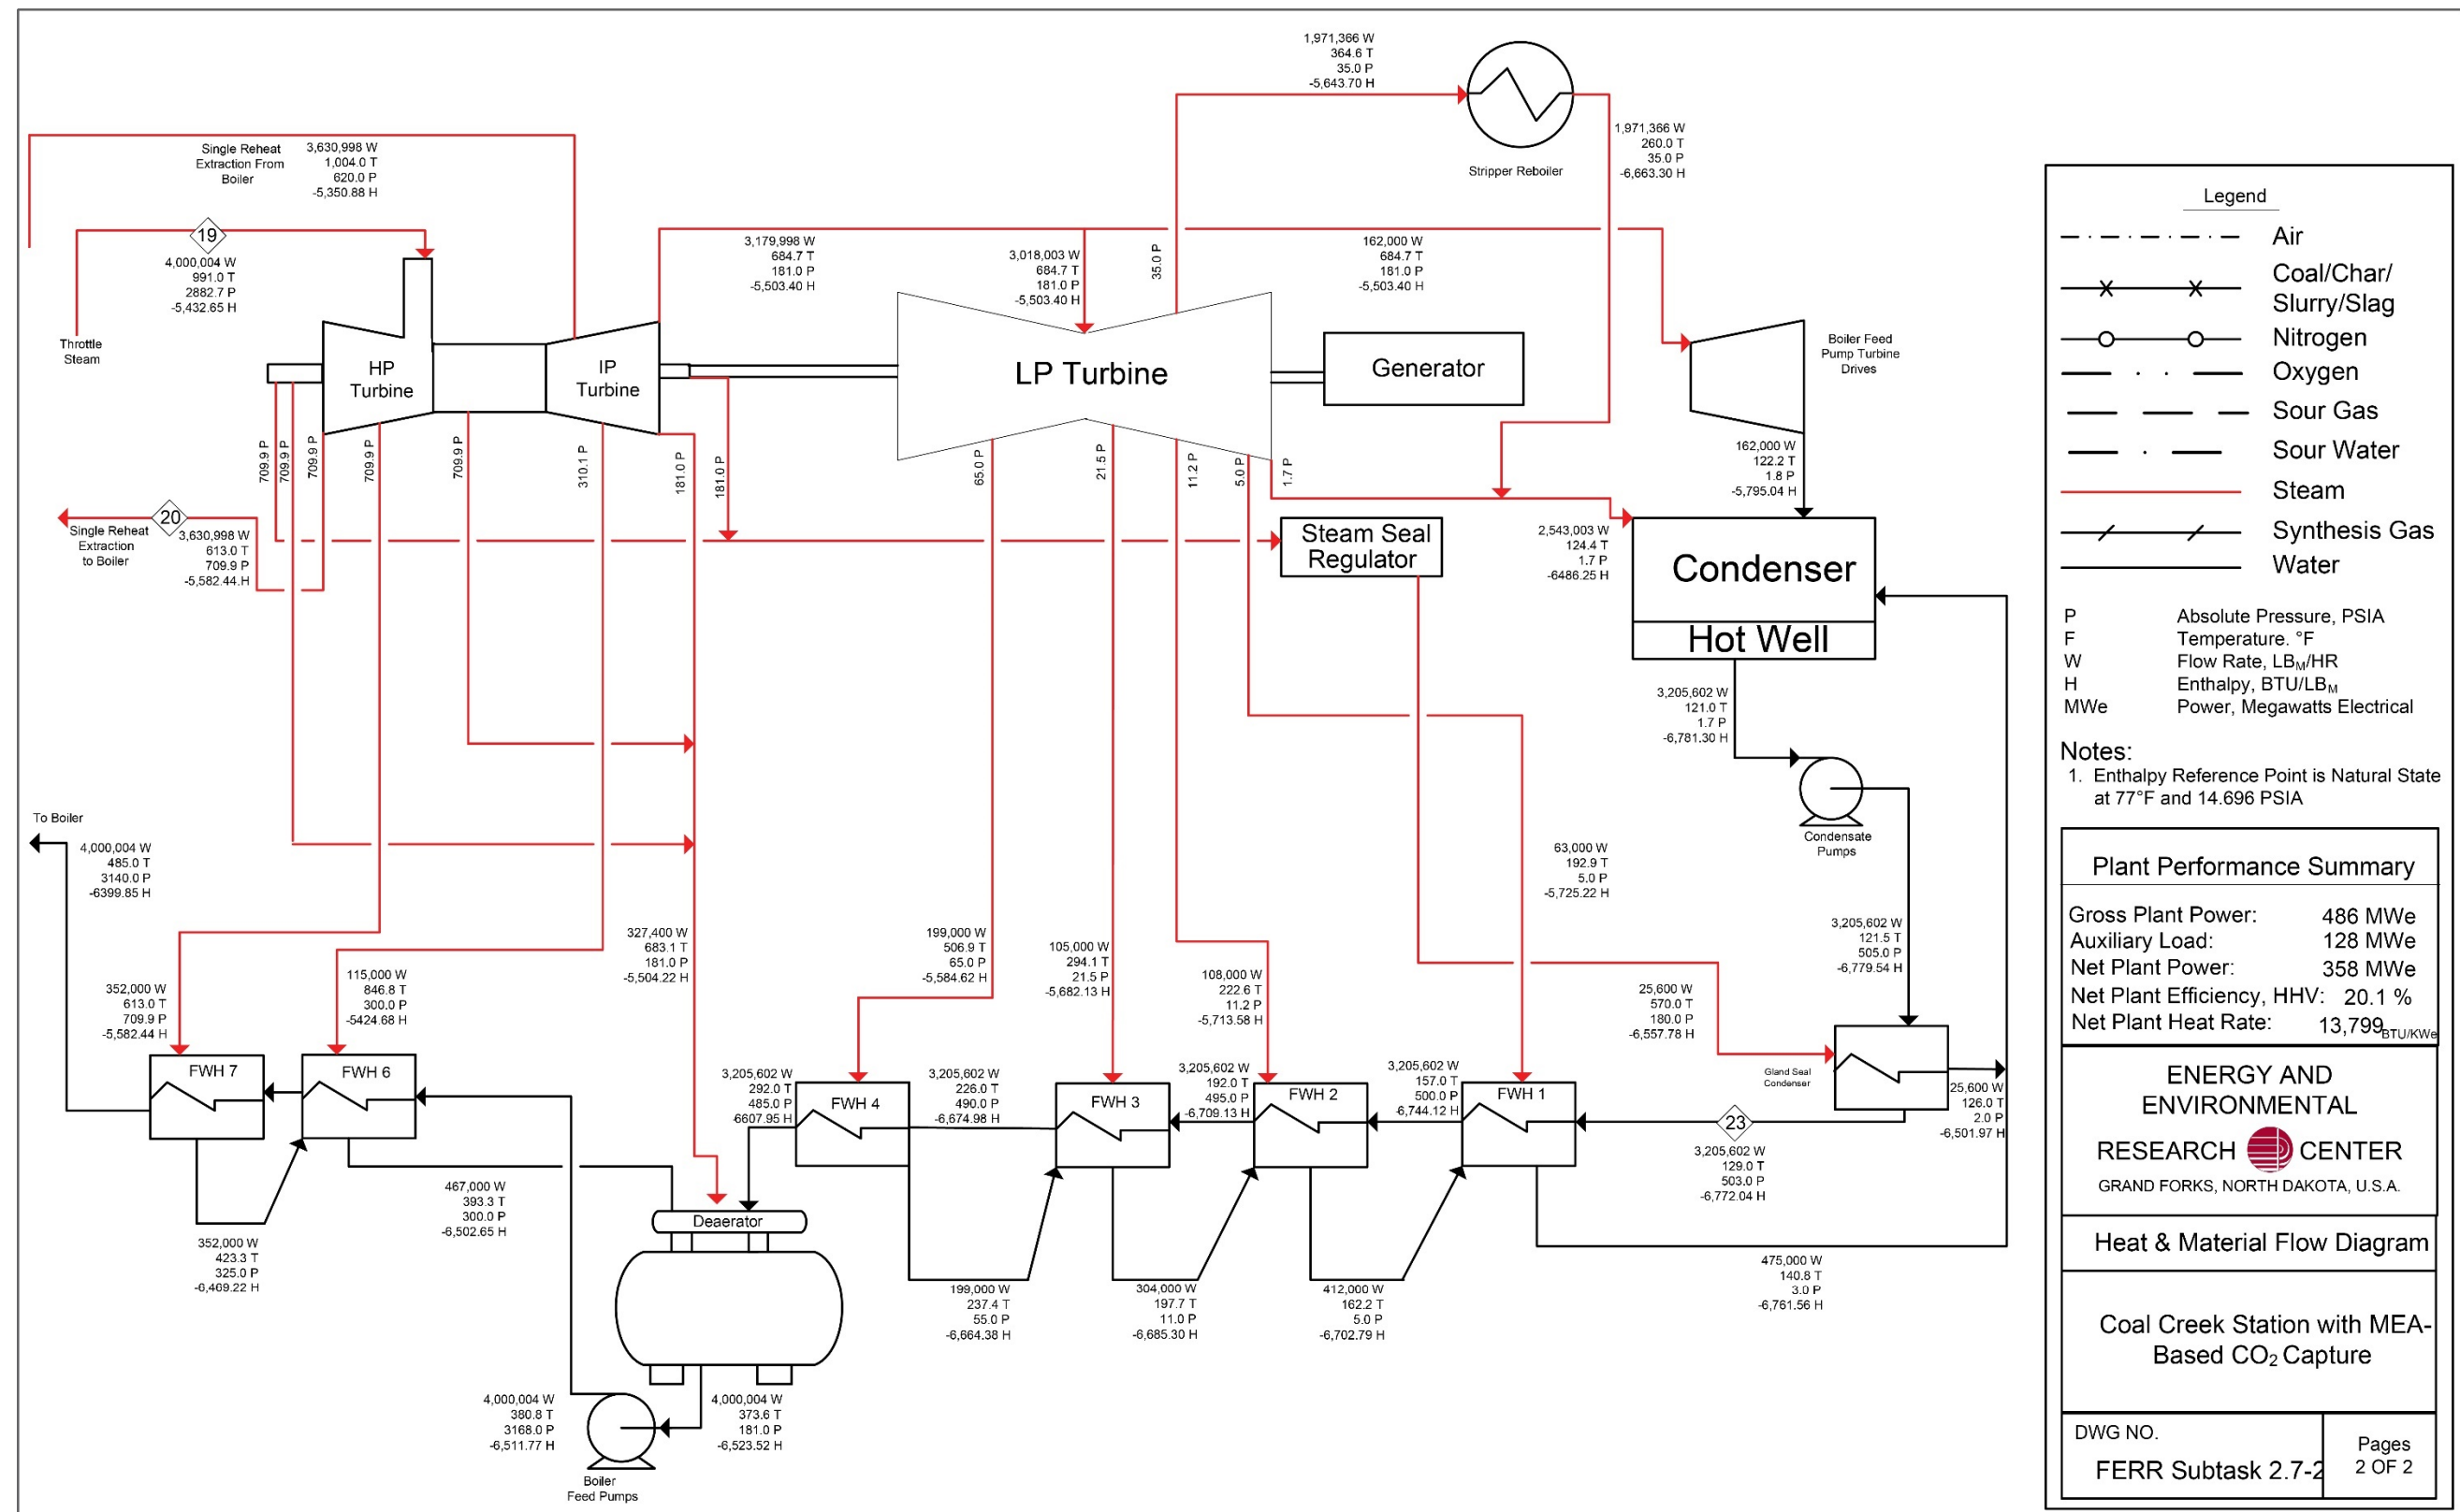 1,971,366 W
364.6 T
35.0 P
-5,643.70 H
Stripper Reboiler
1,971,366 W
260.0 T
35.0 P
-6,663.30 H
Single Reheat
Extraction From
Boiler
3,630,998 W
1,004.0 T
620.0 P
-5,350.88 H
19
4,000,004 W
991.0 T
2882.7 P
-5,432.65 H
Throttle
Steam
HP
Turbine
IP
Turbine
3,179,998 W
684.7 T
181.0 P
-5,503.40 H
3,018,003 W
684.7 T
181.0 P
-5,503.40 H
35.0 P
162,000 W
684.7 T
181.0 P
-5,503.40 H
LP Turbine
Generator
Boiler Feed
Pump Turbine
Drives
162,000 W
122.2 T
1.8 P
-5,795.04 H
709.9 P
709.9 P
709.9 P
709.9 P
709.9 P
310.1 P
181.0 P
181.0 P
65.0 P
21.5 P
11.2 P
5.0 P
1.7 P
20
Single Reheat
Extraction
to Boiler
3,630,998 W
613.0 T
709.9 P
-5,582.44.H
Steam Seal
Regulator
2,543,003 W
124.4 T
1.7 P
-6486.25 H
Condenser
Hot Well
3,205,602 W
121.0 T
1.7 P
-6,781.30 H
Condensate
Pumps
To Boiler
4,000,004 W
485.0 T
3140.0 P
-6399.85 H
63,000 W
192.9 T
5.0 P
-5,725.22 H
3,205,602 W
121.5 T
505.0 P
-6,779.54 H
352,000 W
613.0 T
709.9 P
-5,582.44 H
115,000 W
846.8 T
300.0 P
-5424.68 H
327,400 W
683.1 T
181.0 P
-5,504.22 H
199,000 W
506.9 T
65.0 P
-5,584.62 H
105,000 W
294.1 T
21.5 P
-5,682.13 H
108,000 W
222.6 T
11.2 P
-5,713.58 H
25,600 W
570.0 T
180.0 P
-6,557.78 H
FWH 7
FWH 6
3,205,602 W
292.0 T
485.0 P
-6607.95 H
FWH 4
3,205,602 W
226.0 T
490.0 P
-6,674.98 H
FWH 3
3,205,602 W
192.0 T
495.0 P
-6,709.13 H
FWH 2
3,205,602 W
157.0 T
500.0 P
-6,744.12 H
FWH 1
Gland Seal
Condenser
25,600 W
126.0 T
2.0 P
-6,501.97 H
23
3,205,602 W
129.0 T
503.0 P
-6,772.04 H
467,000 W
393.3 T
300.0 P
-6,502.65 H
352,000 W
423.3 T
325.0 P
-6,469.22 H
Deaerator
199,000 W
237.4 T
55.0 P
-6,664.38 H
304,000 W
197.7 T
11.0 P
-6,685.30 H
412,000 W
162.2 T
5.0 P
-6,702.79 H
475,000 W
140.8 T
3.0 P
-6,761.56 H
4,000,004 W
380.8 T
3168.0 P
-6,511.77 H
4,000,004 W
373.6 T
181.0 P
-6,523.52 H
Boiler
Feed Pumps
Legend
Air
Coal/Char/
Slurry/Slag
Nitrogen
Oxygen
Sour Gas
Sour Water
Steam
Synthesis Gas
Water
P Absolute Pressure, PSIA
F Temperature. °F
W Flow Rate, LBM/HR
H Enthalpy, BTU/LBM
MWe Power, Megawatts Electrical
Notes:
1. Enthalpy Reference Point is Natural State
at 77°F and 14.696 PSIA
Plant Performance Summary
Gross Plant Power: 486 MWe
Auxiliary Load: 128 MWe
Net Plant Power: 358 MWe
Net Plant Efficiency, HHV: 20.1 %
Net Plant Heat Rate: 13,799 BTU/KWe
ENERGY AND
ENVIRONMENTAL
RESEARCH CENTER
GRAND FORKS, NORTH DAKOTA, U.S.A.
Heat & Material Flow Diagram
Coal Creek Station with MEA-
Based CO₂ Capture
DWG NO.
FERR Subtask 2.7-2
Pages
2 OF 2